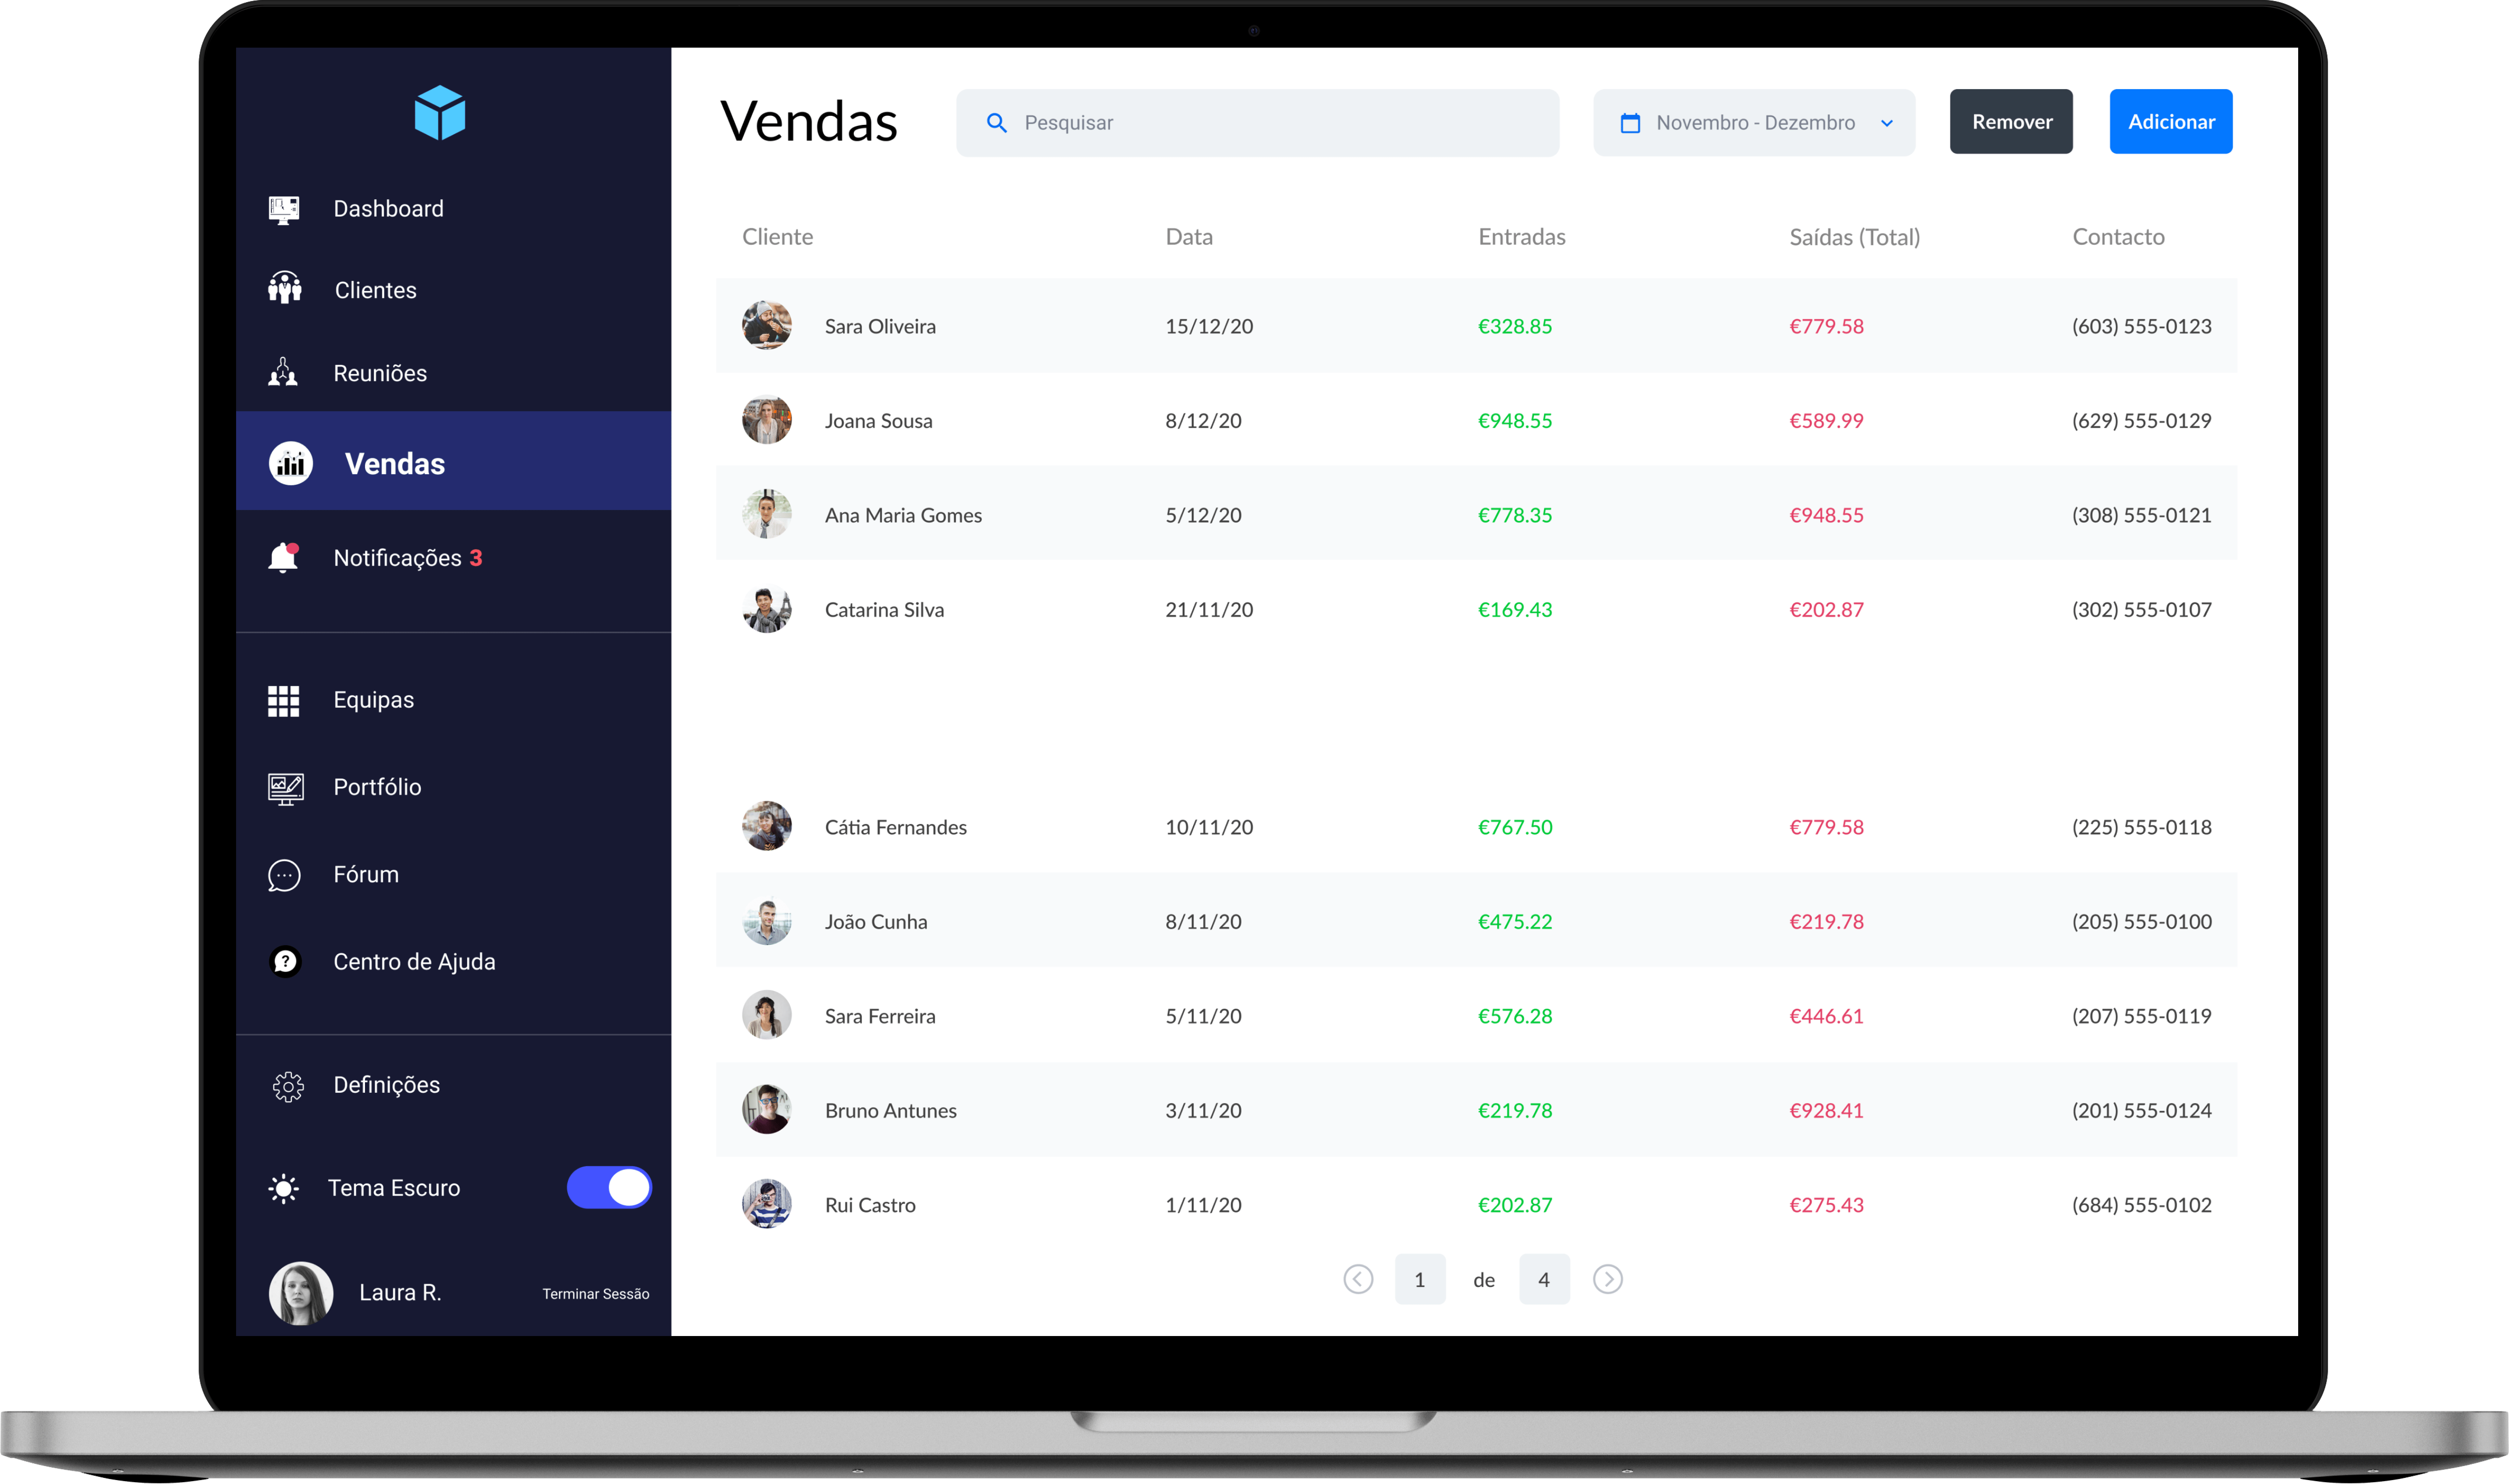 Dashboard
Clientes
Reuniões
Vendas
Notificações 3
Equipas
Portfólio
Fórum
Centro de Ajuda
Definições
Tema Escuro
Laura R. Terminar Sessão
Vendas Pesquisar Novembro - Dezembro Remover Adicionar
Cliente Data Entradas Saídas (Total) Contacto
Sara Oliveira 15/12/20 €328.85 €779.58 (603) 555-0123
Joana Sousa 8/12/20 €948.55 €589.99 (629) 555-0129
Ana Maria Gomes 5/12/20 €778.35 €948.55 (308) 555-0121
Catarina Silva 21/11/20 €169.43 €202.87 (302) 555-0107
Cátia Fernandes 10/11/20 €767.50 €779.58 (225) 555-0118
João Cunha 8/11/20 €475.22 €219.78 (205) 555-0100
Sara Ferreira 5/11/20 €576.28 €446.61 (207) 555-0119
Bruno Antunes 3/11/20 €219.78 €928.41 (201) 555-0124
Rui Castro 1/11/20 €202.87 €275.43 (684) 555-0102
1 de 4